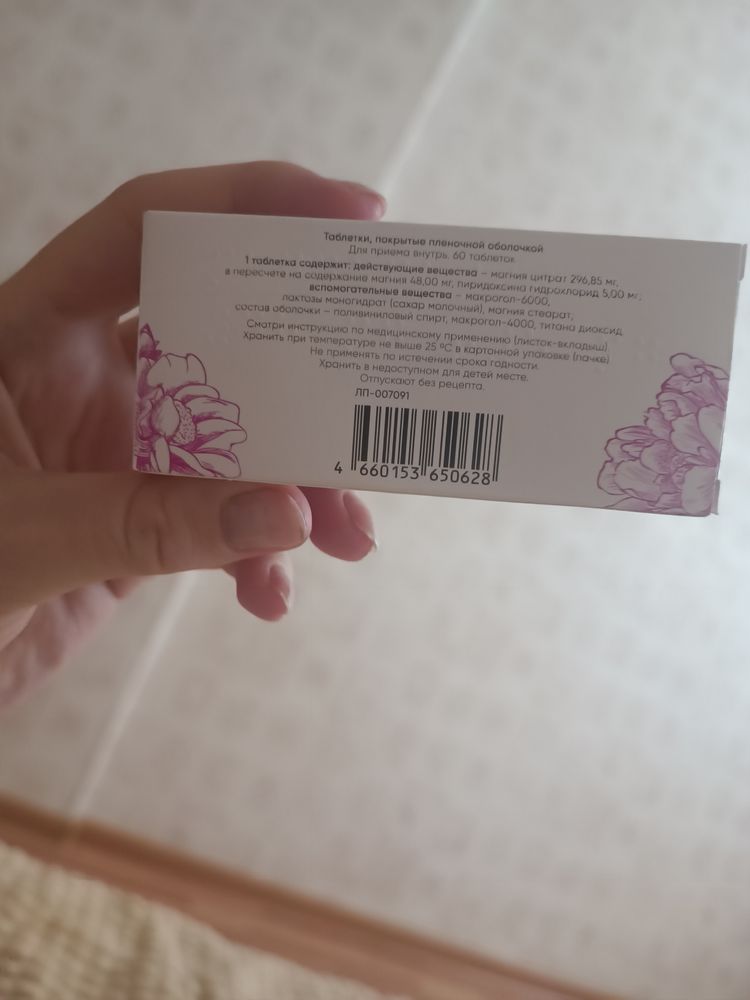 Таблетки, покрытые пленочной оболочкой
Для приема внутрь. 60 таблеток
1 таблетка содержит: действующие вещества – магния цитрат 296,85 мг,
в пересчете на содержание магния 48,00 мг; пиридоксина гидрохлорид 5,00 мг;
вспомогательные вещества – макрогол-6000,
лактозы моногидрат (сахар молочный), магния стеарат;
состав оболочки – поливиниловый спирт, макрогол-4000, титана диоксид.
Смотри инструкцию по медицинскому применению (листок-вкладыш).
Хранить при температуре не выше 25 °С в картонной упаковке (пачке).
Не применять по истечении срока годности.
Хранить в недоступном для детей месте.
Отпускают без рецепта.
ЛП-007091
4 660153 650628